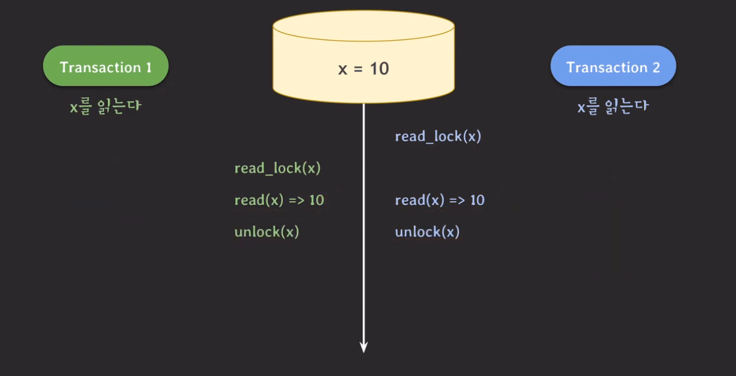 Transaction 1
x = 10
Transaction 2
x를 읽는다
x를 읽는다
read_lock(x)
read_lock(x)
read(x) => 10
read(x) => 10
unlock(x)
unlock(x)